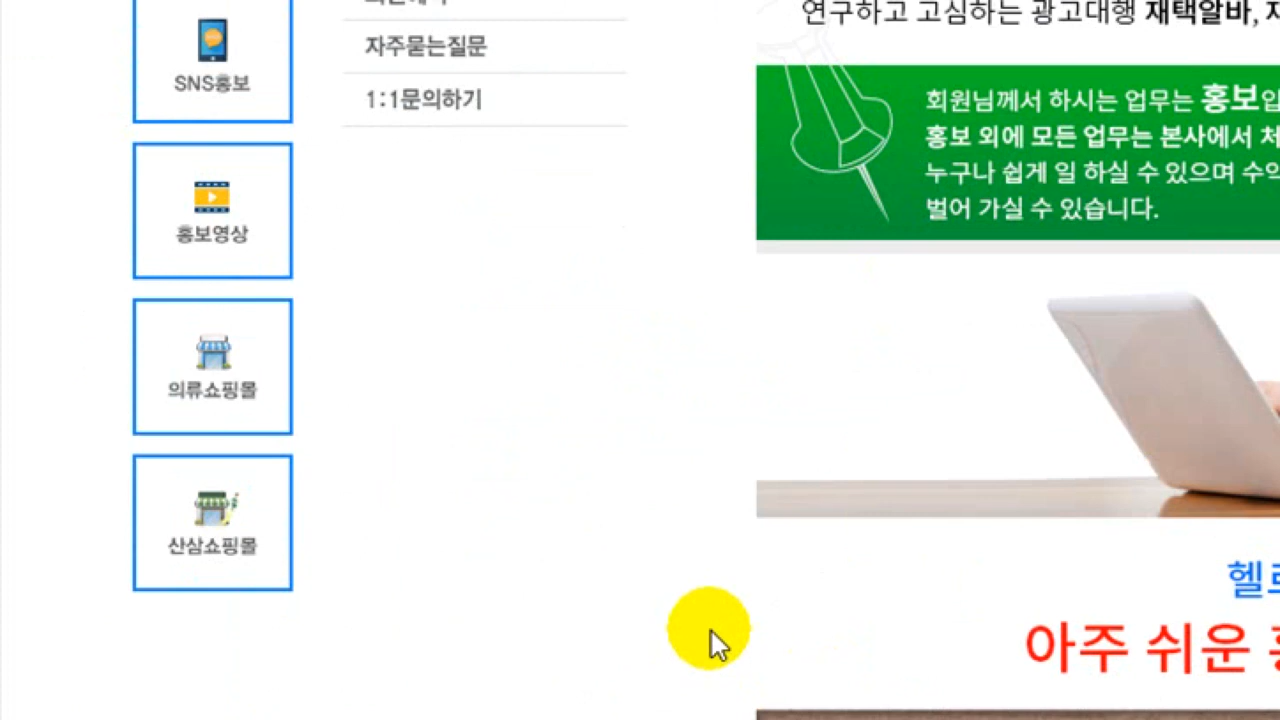 SNS홍보
홍보영상
의류쇼핑몰
산삼쇼핑몰
자주묻는질문
1:1문의하기
연구하고 고심하는 광고대행 재택알바,
회원님께서 하시는 업무는 홍보
홍보 외에 모든 업무는 본사에서
누구나 쉽게 일 하실 수 있으며
벌어 가실 수 있습니다.
아주 쉬운